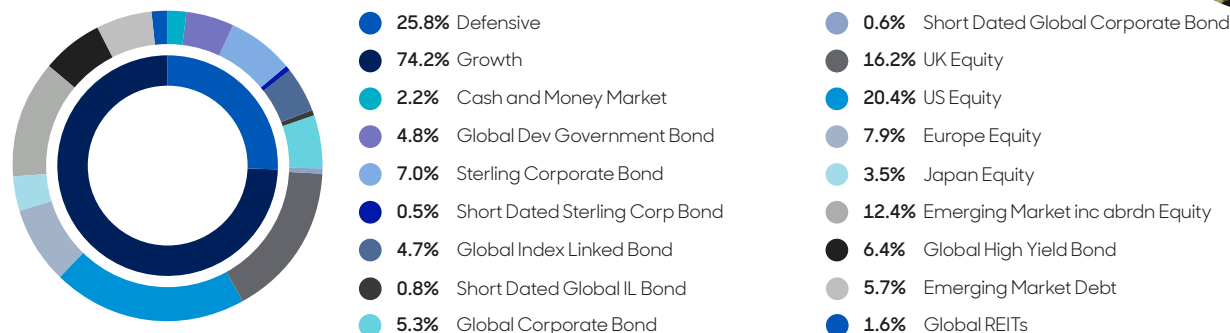 25.8% Defensive
74.2% Growth
2.2% Cash and Money Market
4.8% Global Dev Government Bond
7.0% Sterling Corporate Bond
0.5% Short Dated Sterling Corp Bond
4.7% Global Index Linked Bond
0.8% Short Dated Global IL Bond
5.3% Global Corporate Bond
0.6% Short Dated Global Corporate Bond
16.2% UK Equity
20.4% US Equity
7.9% Europe Equity
3.5% Japan Equity
12.4% Emerging Market inc abrdn Equity
6.4% Global High Yield Bond
5.7% Emerging Market Debt
1.6% Global REITs